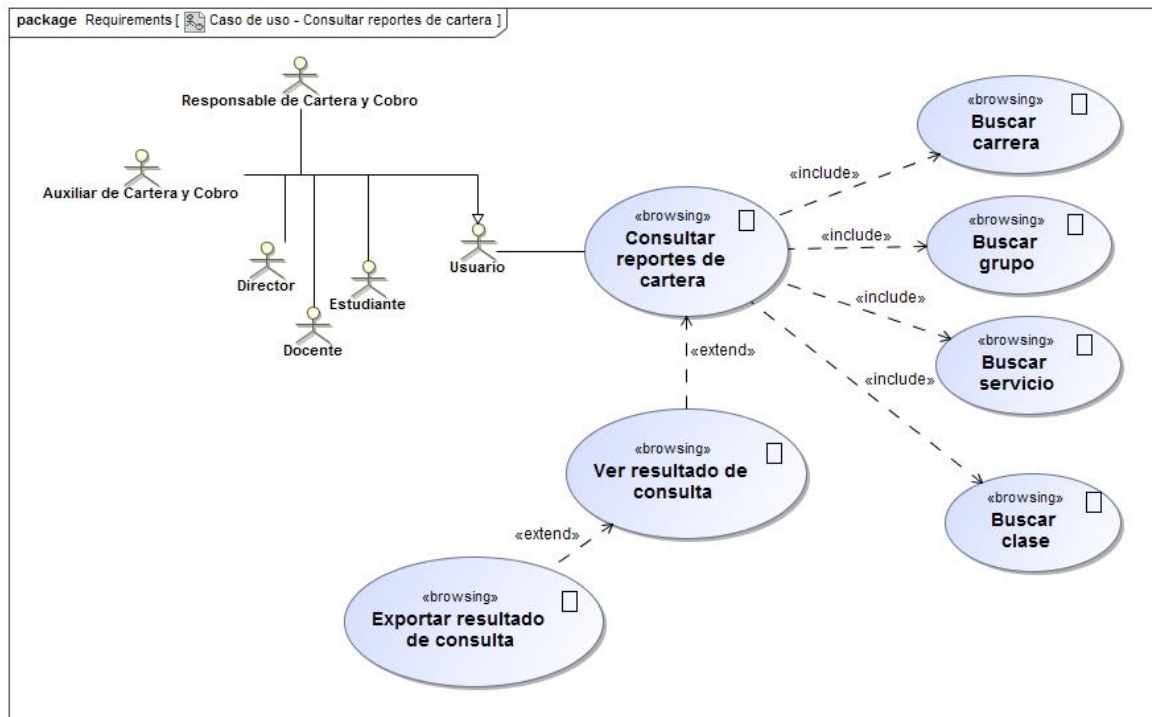 package Requirements [ Caso de uso - Consultar reportes de cartera ]
Responsable de Cartera y Cobro
Auxiliar de Cartera y Cobro
Director
Docente
Estudiante
Usuario
«browsing»
Consultar
reportes de
cartera
«include»
«include»
«include»
«include»
«browsing»
Buscar
carrera
«browsing»
Buscar
grupo
«browsing»
Buscar
servicio
«browsing»
Buscar
clase
«extend»
«browsing»
Ver resultado de
consulta
«extend»
«browsing»
Exportar resultado
de consulta